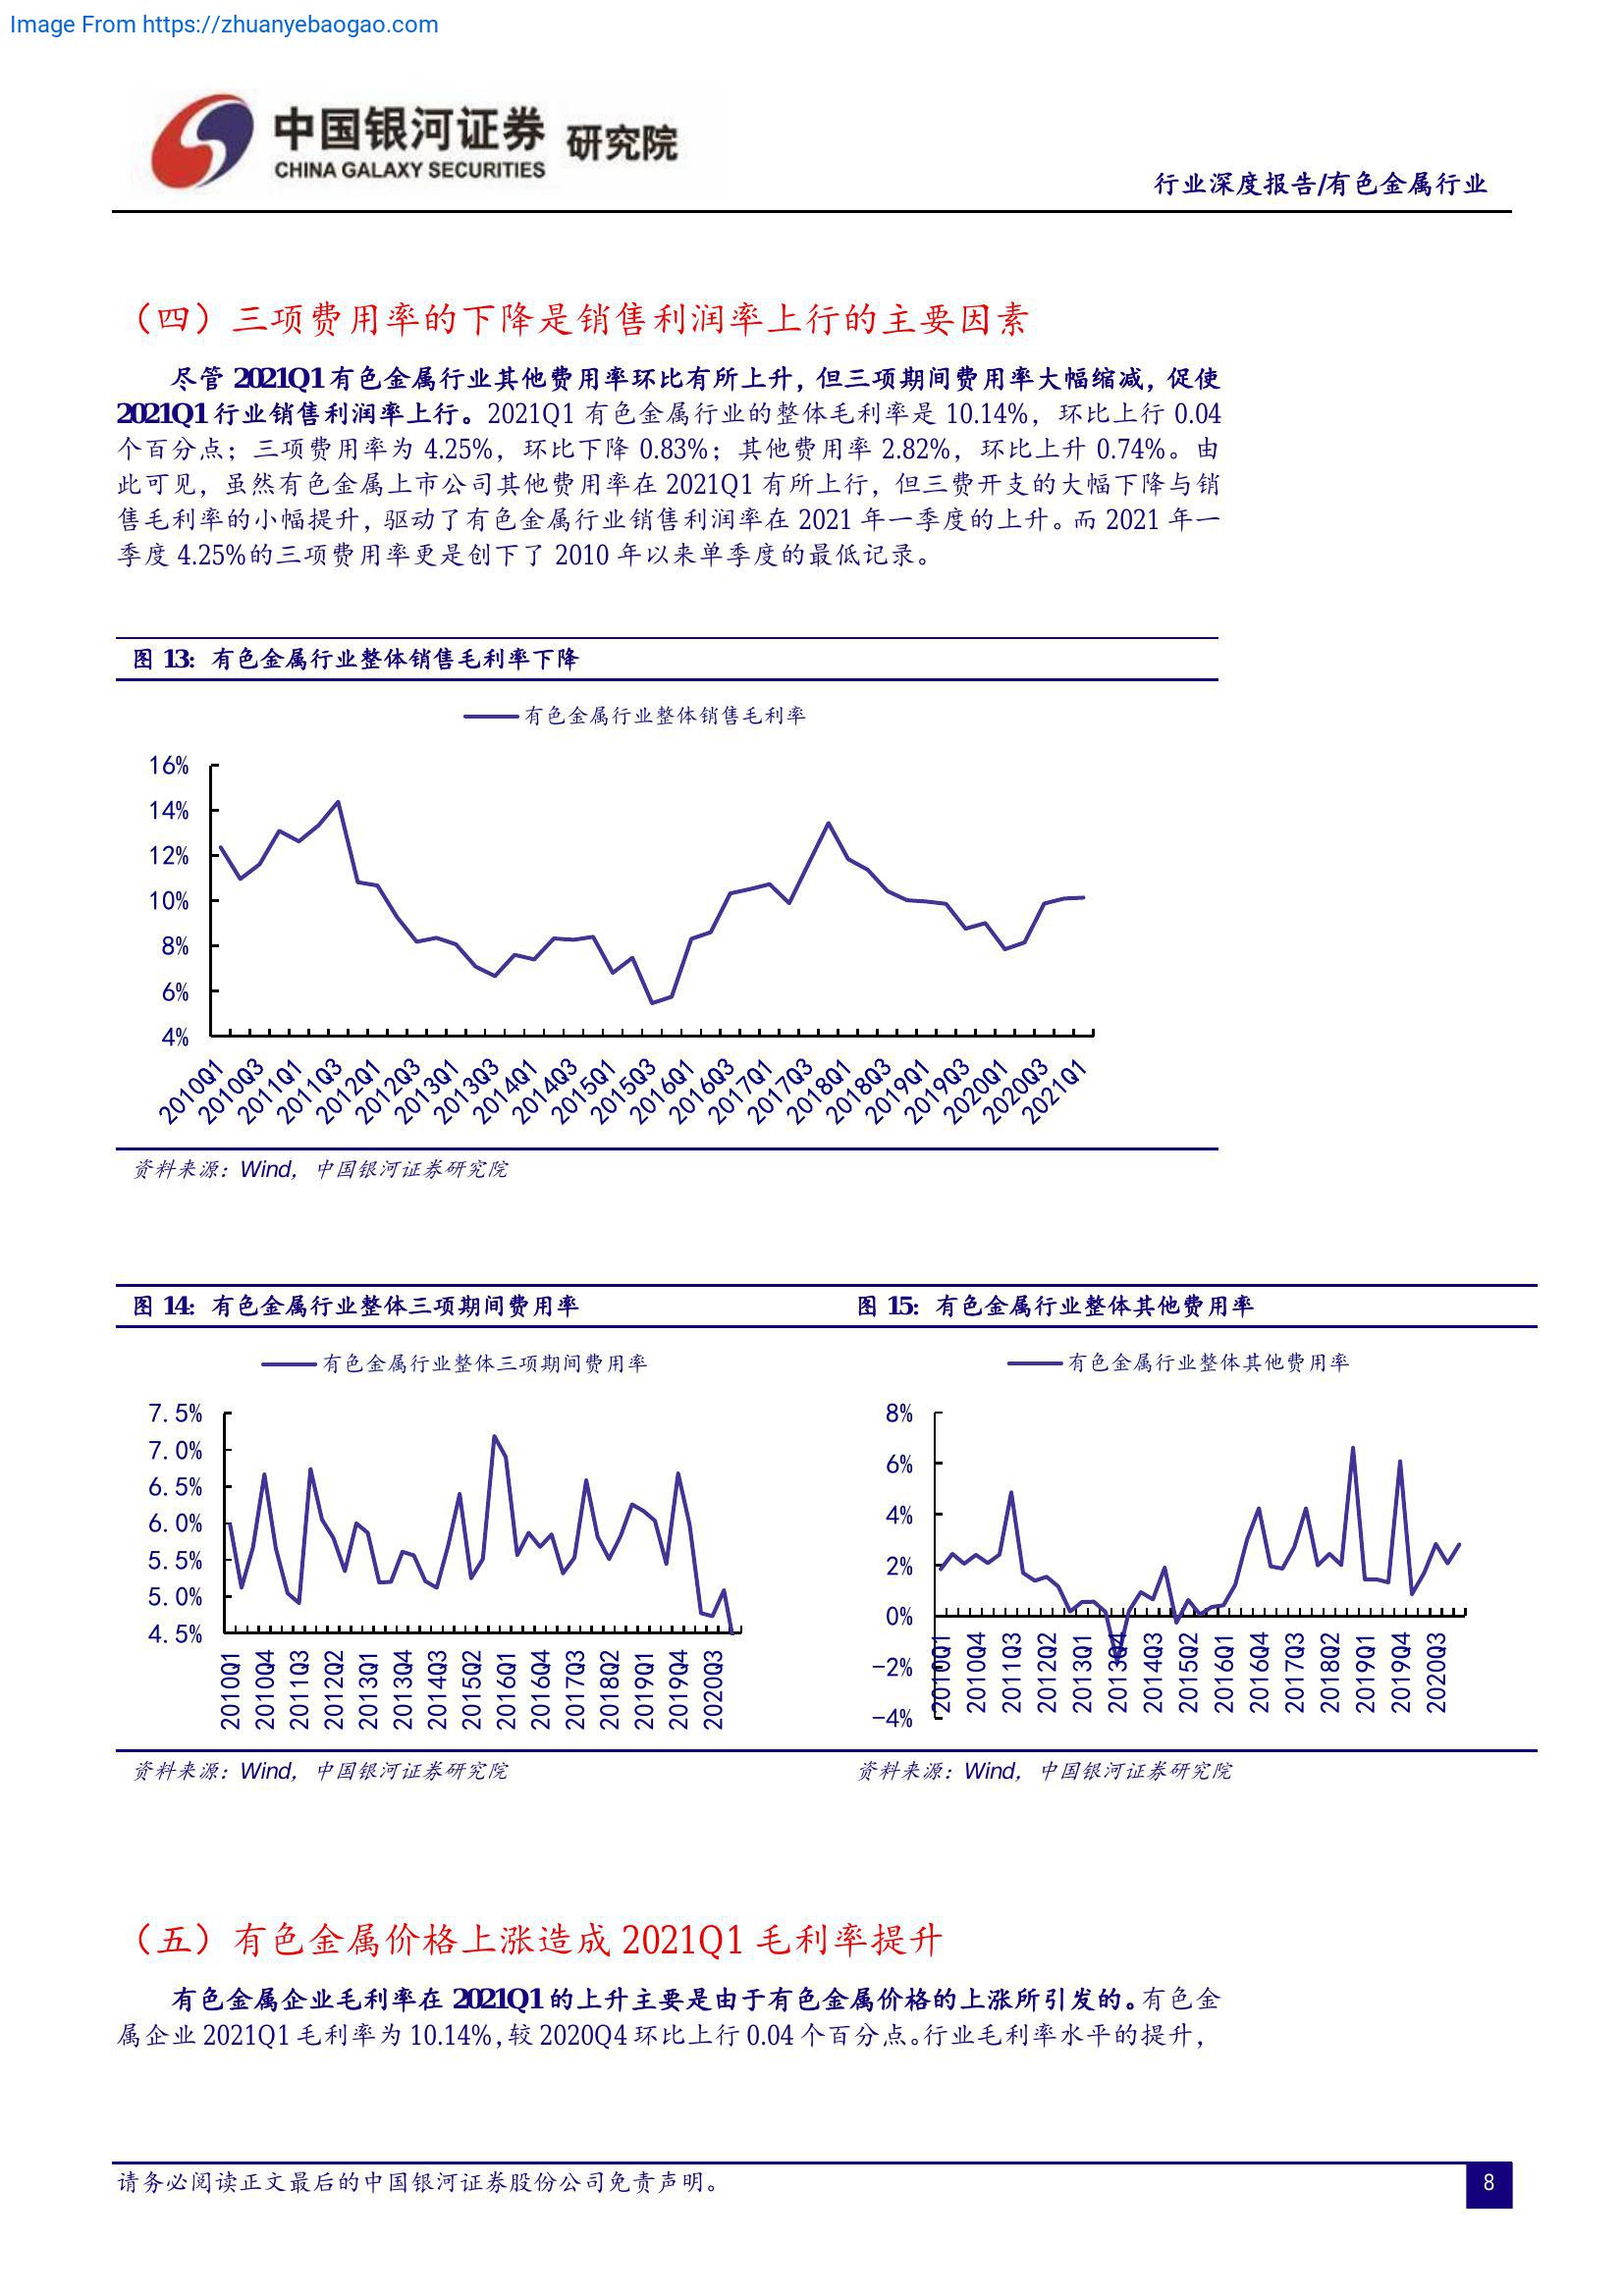 Image From https://zhuanyebaogao.com
中国银河证券 研究院
CHINA GALAXY SECURITIES
行业深度报告/有色金属行业
（四）三项费用率的下降是销售利润率上行的主要因素
尽管 2021Q1 有色金属行业其他费用率环比有所上升，但三项期间费用率大幅缩减，促使
2021Q1 行业销售利润率上行。2021Q1 有色金属行业的整体毛利率是 10.14%，环比上行 0.04
个百分点；三项费用率为 4.25%，环比下降 0.83%；其他费用率 2.82%，环比上升 0.74%。由
此可见，虽然有色金属上市公司其他费用率在 2021Q1 有所上行，但三费开支的大幅下降与销
售毛利率的小幅提升，驱动了有色金属行业销售利润率在 2021 年一季度的上升。而 2021 年一
季度 4.25%的三项费用率更是创下了 2010 年以来单季度的最低记录。
图 13: 有色金属行业整体销售毛利率下降
有色金属行业整体销售毛利率
16%
14%
12%
10%
8%
6%
4%
2010Q1 2010Q3 2011Q1 2011Q3 2012Q1 2012Q3 2013Q1 2013Q3 2014Q1 2014Q3 2015Q1 2015Q3 2016Q1 2016Q3 2017Q1 2017Q3 2018Q1 2018Q3 2019Q1 2019Q3 2020Q1 2020Q3 2021Q1
资料来源：Wind，中国银河证券研究院
图 14: 有色金属行业整体三项期间费用率
有色金属行业整体三项期间费用率
7.5%
7.0%
6.5%
6.0%
5.5%
5.0%
4.5%
2010Q1 2010Q4 2011Q3 2012Q2 2013Q1 2013Q4 2014Q3 2015Q2 2016Q1 2016Q4 2017Q3 2018Q2 2019Q1 2019Q4 2020Q3
资料来源：Wind，中国银河证券研究院
图 15: 有色金属行业整体其他费用率
有色金属行业整体其他费用率
8%
6%
4%
2%
0%
-2%
-4%
2010Q1 2010Q4 2011Q3 2012Q2 2013Q1 2013Q4 2014Q3 2015Q2 2016Q1 2016Q4 2017Q3 2018Q2 2019Q1 2019Q4 2020Q3
资料来源：Wind，中国银河证券研究院
（五）有色金属价格上涨造成 2021Q1 毛利率提升
有色金属企业毛利率在 2021Q1 的上升主要是由于有色金属价格的上涨所引发的。有色金
属企业 2021Q1 毛利率为 10.14%，较 2020Q4 环比上行 0.04 个百分点。行业毛利率水平的提升，
请务必阅读正文最后的中国银河证券股份公司免责声明。
8